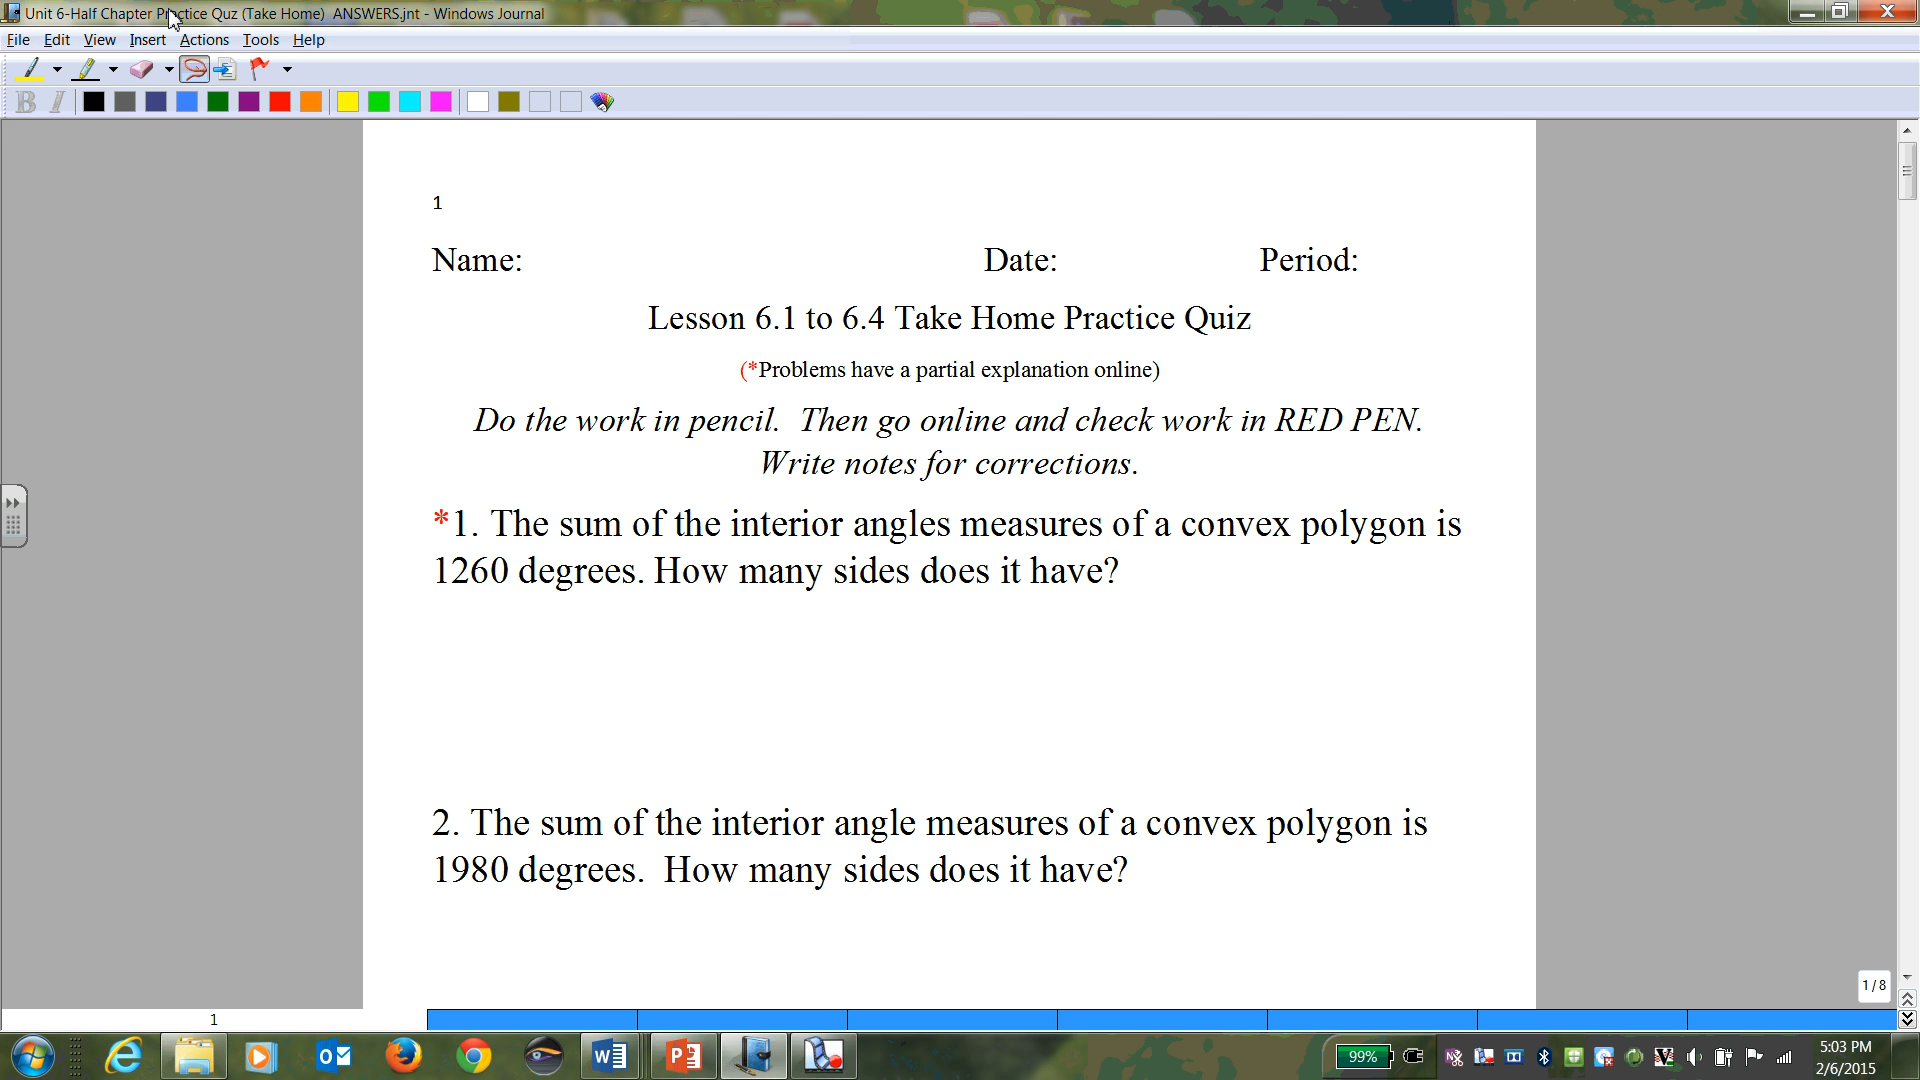 Unit 6-Half Chapter Practice Quz (Take Home)  ANSWERS.jnt - Windows Journal
File Edit View Insert Actions Tools Help
B I
1
Name: Date: Period:
Lesson 6.1 to 6.4 Take Home Practice Quiz
(*Problems have a partial explanation online)
Do the work in pencil.  Then go online and check work in RED PEN.
Write notes for corrections.
*1. The sum of the interior angles measures of a convex polygon is
1260 degrees. How many sides does it have?
2. The sum of the interior angle measures of a convex polygon is
1980 degrees.  How many sides does it have?
1 / 8
1
99%
5:03 PM
2/6/2015